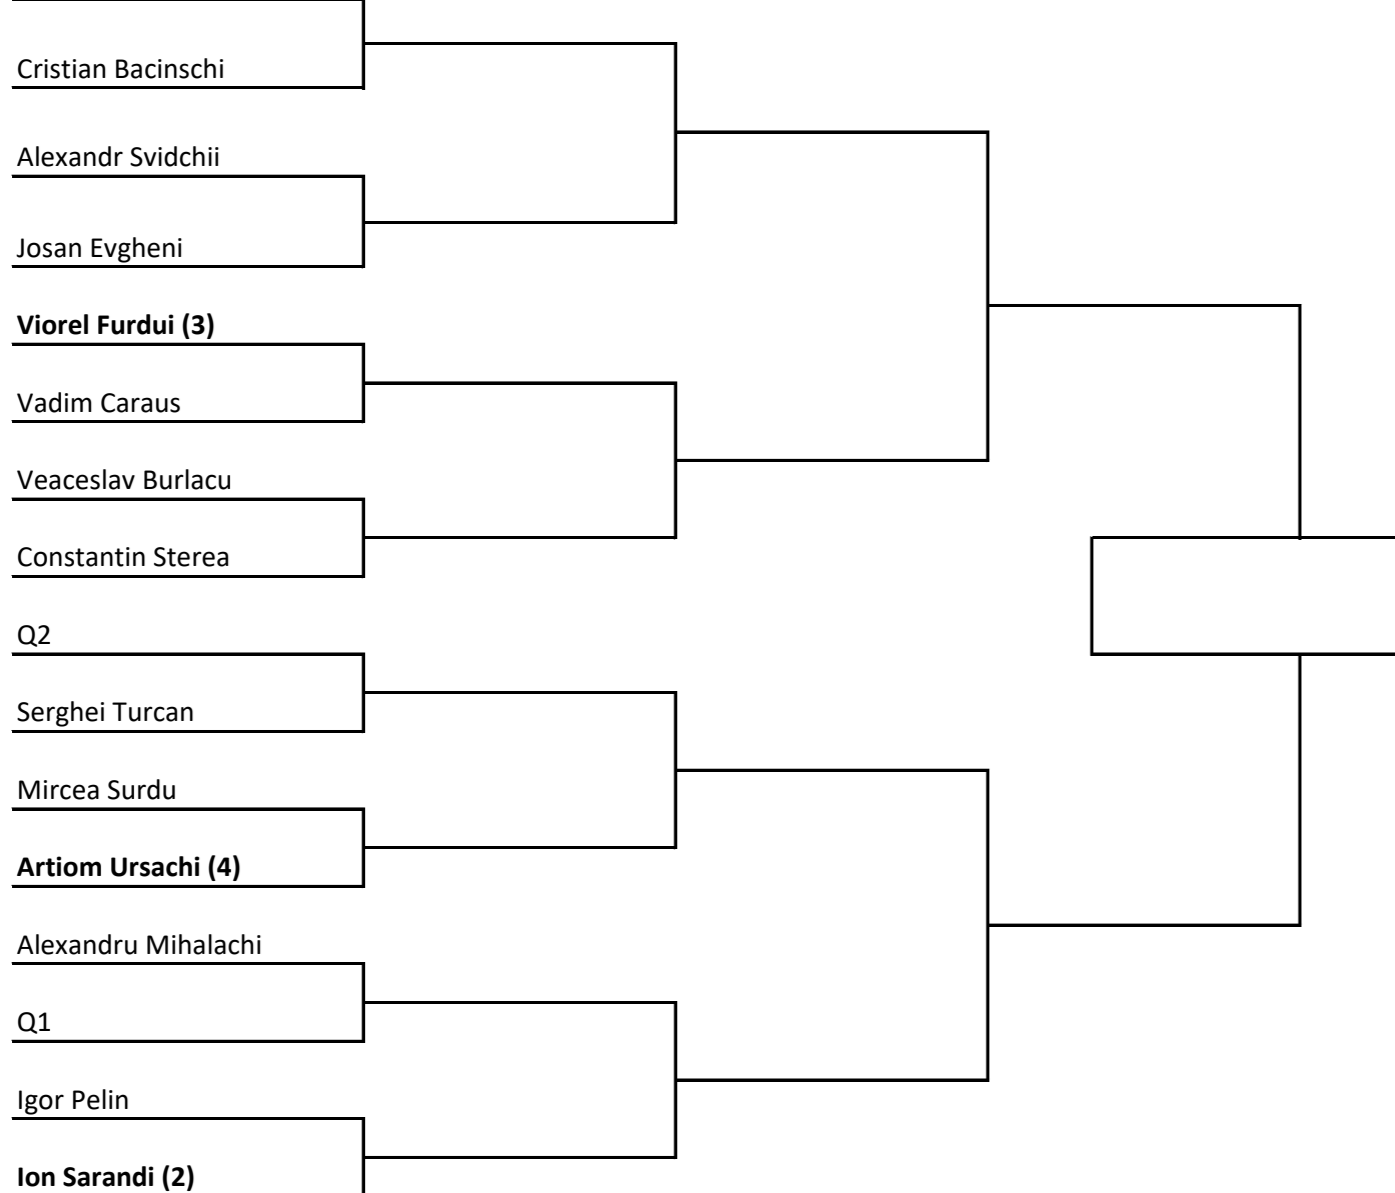 Cristian Bacinschi
Alexandr Svidchii
Josan Evgheni
Viorel Furdui (3)
Vadim Caraus
Veaceslav Burlacu
Constantin Sterea
Q2
Serghei Turcan
Mircea Surdu
Artiom Ursachi (4)
Alexandru Mihalachi
Q1
Igor Pelin
Ion Sarandi (2)